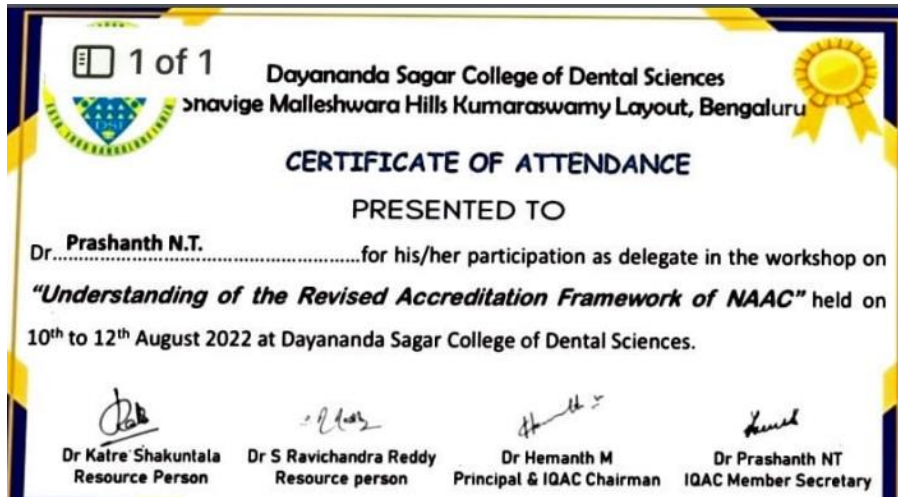 1 of 1
Dayananda Sagar College of Dental Sciences
Malleshwara Hills Kumaraswamy Layout, Bengaluru
DSI
CERTIFICATE OF ATTENDANCE
PRESENTED TO
Dr. Prashanth N.T. for his/her participation as delegate in the workshop on
"Understanding of the Revised Accreditation Framework of NAAC" held on
10th to 12th August 2022 at Dayananda Sagar College of Dental Sciences.
Dr Katre Shakuntala Dr S Ravichandra Reddy Dr Hemanth M Dr Prashanth NT
Resource Person Resource person Principal & IQAC Chairman IQAC Member Secretary